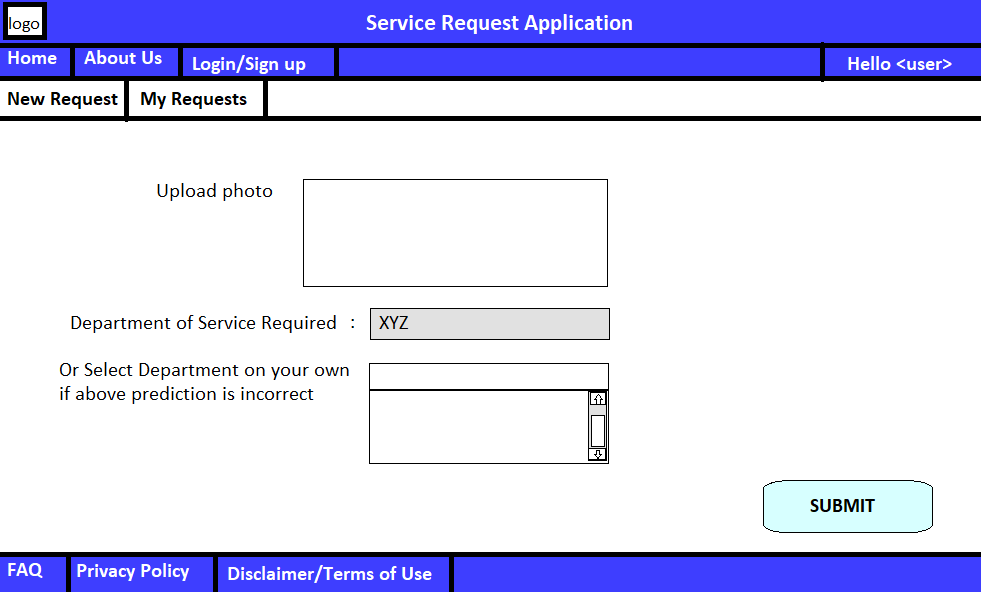 logo
Service Request Application
Home
About Us
Login/Sign up
Hello <user>
New Request
My Requests
Upload photo
Department of Service Required :
XYZ
Or Select Department on your own
if above prediction is incorrect
SUBMIT
FAQ
Privacy Policy
Disclaimer/Terms of Use